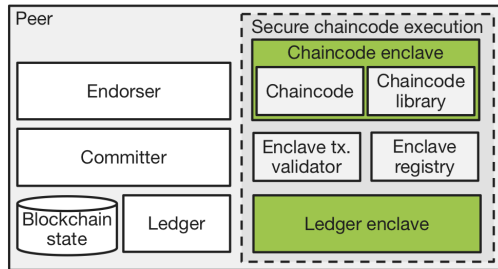 Peer
Endorser
Committer
Blockchain
state
Ledger
Secure chaincode execution
Chaincode enclave
Chaincode
Chaincode
library
Enclave tx.
validator
Enclave
registry
Ledger enclave